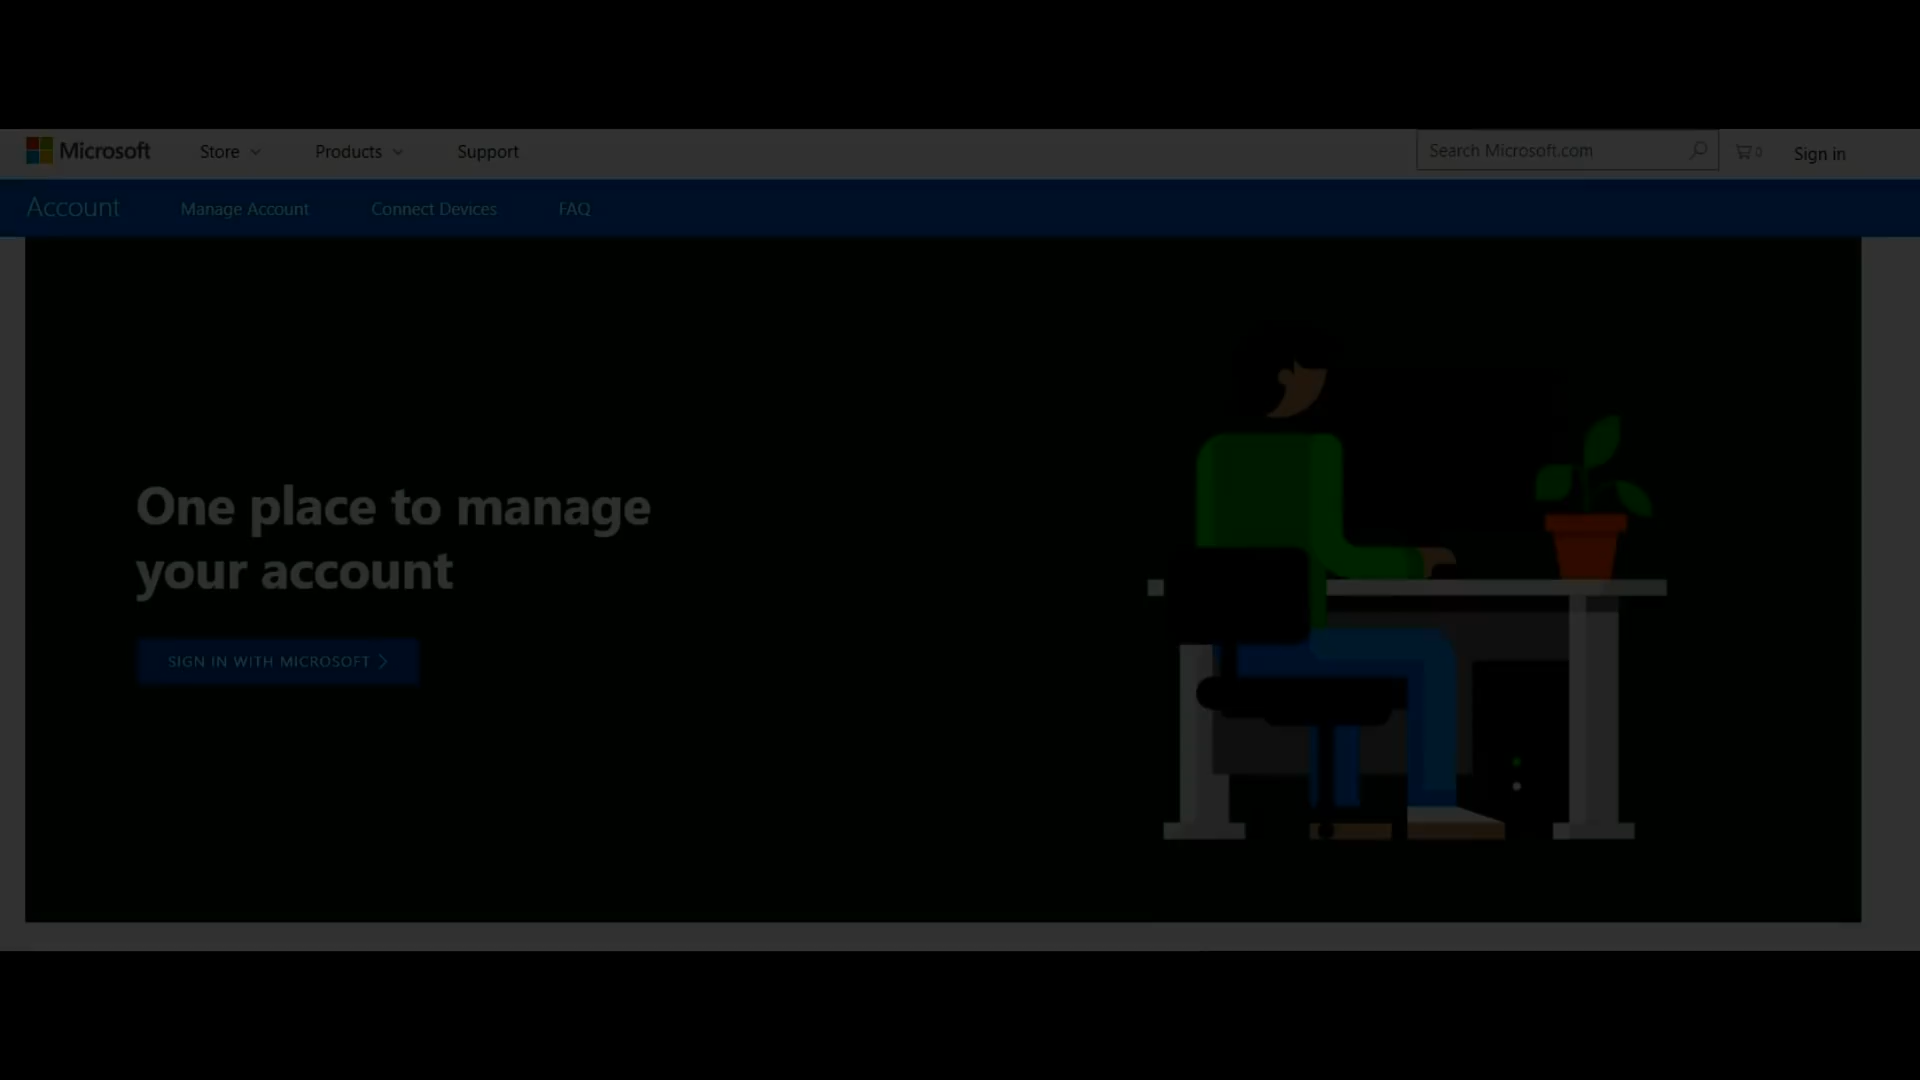 Microsoft Store Products Support Search Microsoft.com 0 Sign in
Account Manage Account Connect Devices FAQ
One place to manage
your account
SIGN IN WITH MICROSOFT